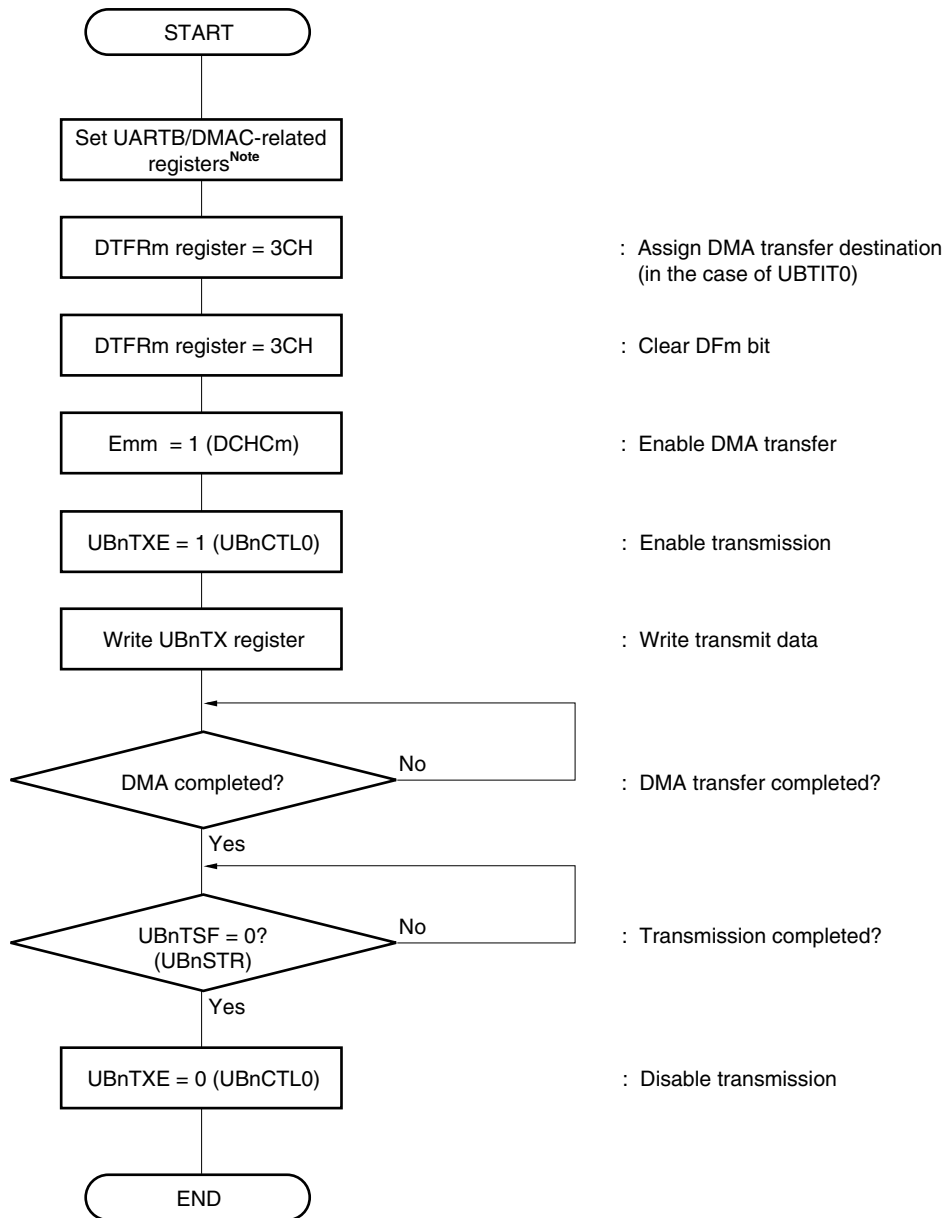 START
Set UARTB/DMAC-related
registersNote
DTFRm register = 3CH
: Assign DMA transfer destination
(in the case of UBTIT0)
DTFRm register = 3CH
: Clear DFm bit
Emm = 1 (DCHCm)
: Enable DMA transfer
UBnTXE = 1 (UBnCTL0)
: Enable transmission
Write UBnTX register
: Write transmit data
DMA completed?
No
: DMA transfer completed?
Yes
UBnTSF = 0?
(UBnSTR)
No
: Transmission completed?
Yes
UBnTXE = 0 (UBnCTL0)
: Disable transmission
END